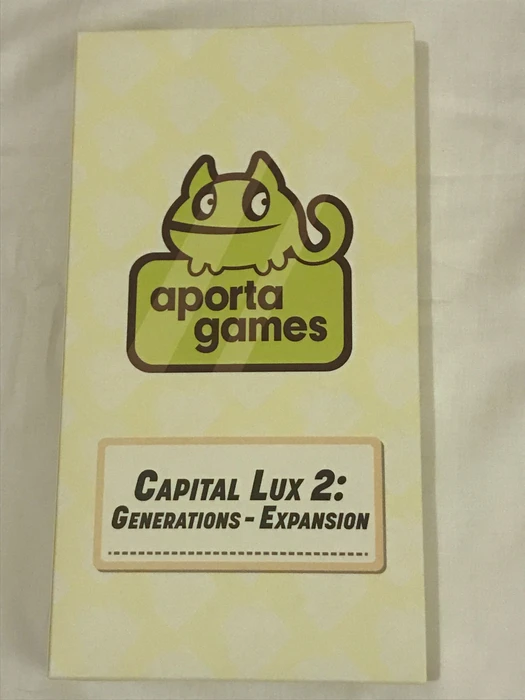 aporta
games
CAPITAL LUX 2:
GENERATIONS - EXPANSION